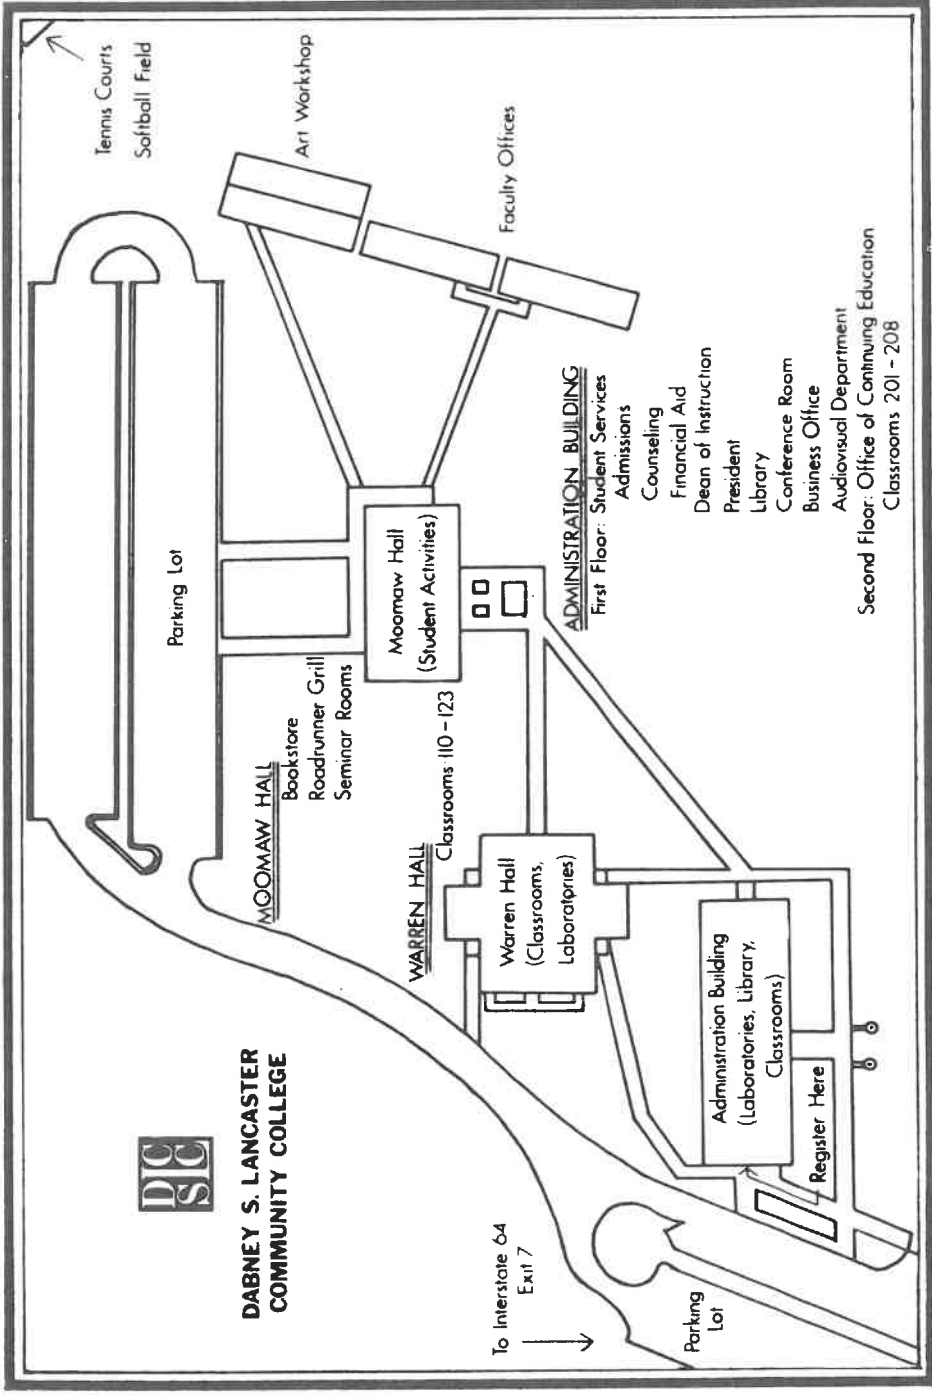 DL
SCC
DABNEY S. LANCASTER
COMMUNITY COLLEGE
To Interstate 64
Exit 7
Parking
Lot
Tennis Courts
Softball Field
Parking Lot
Art Workshop
Faculty Offices
MOOMAW HALL
Bookstore
Roadrunner Grill
Seminar Rooms
Moomaw Hall
(Student Activities)
WARREN HALL
Classrooms 110-123
Warren Hall
(Classrooms,
Laboratories)
Administration Building
(Laboratories, Library,
Classrooms)
Register Here
ADMINISTRATION BUILDING
First Floor: Student Services
Admissions
Counseling
Financial Aid
Dean of Instruction
President
Library
Conference Room
Business Office
Audiovisual Department
Second Floor: Office of Continuing Education
Classrooms 201-208